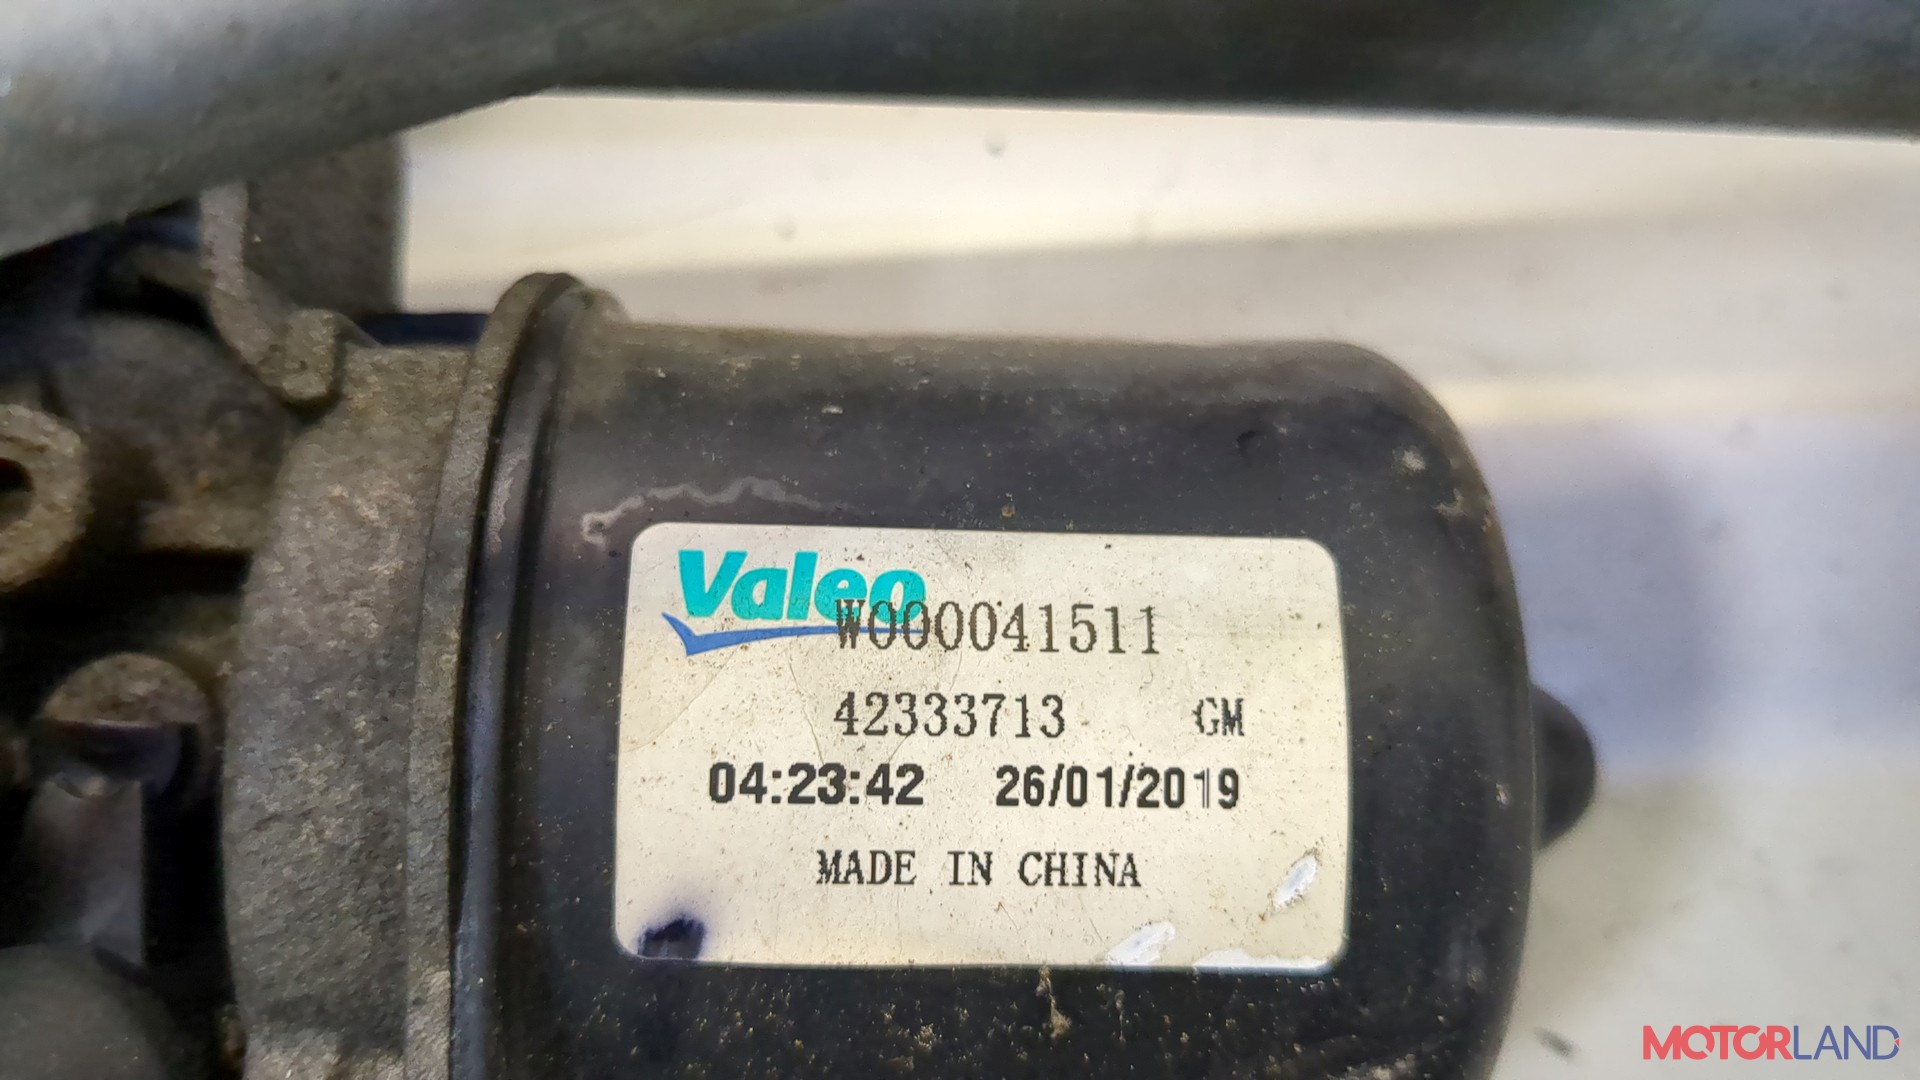 Valeo
W000041511
42333713 GM
04:23:42 26/01/2019
MADE IN CHINA
MOTORLAND